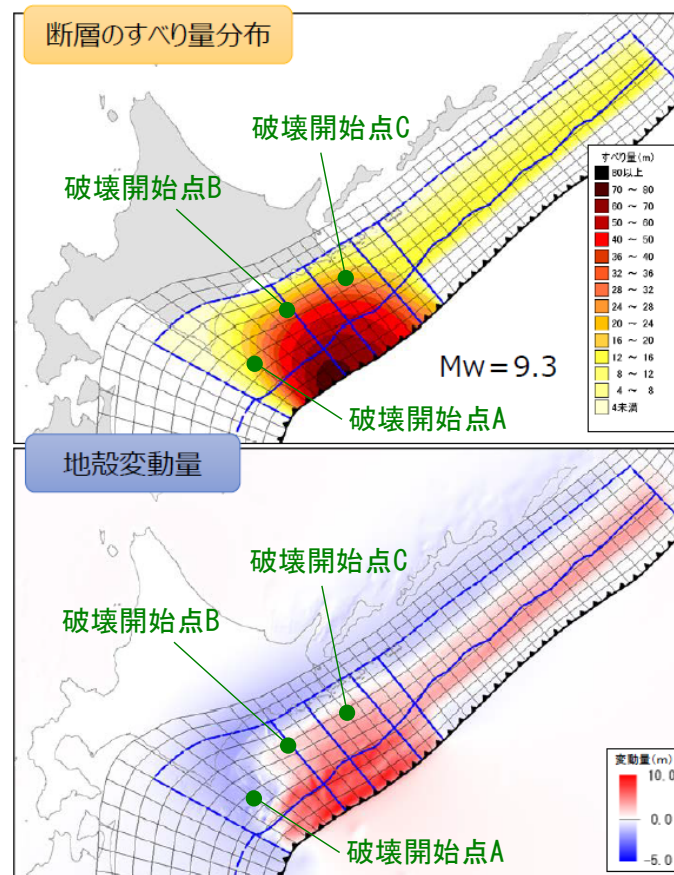 断層のすべり量分布
破壊開始点C
破壊開始点B
すべり量(m)
80以上
70 ～ 80
60 ～ 70
50 ～ 60
40 ～ 50
36 ～ 40
32 ～ 36
28 ～ 32
24 ～ 28
20 ～ 24
16 ～ 20
12 ～ 16
8 ～ 12
4 ～ 8
4未満
Mw＝9.3
破壊開始点A
地殻変動量
破壊開始点C
破壊開始点B
変動量(m)
10.0
0.0
-5.0
破壊開始点A